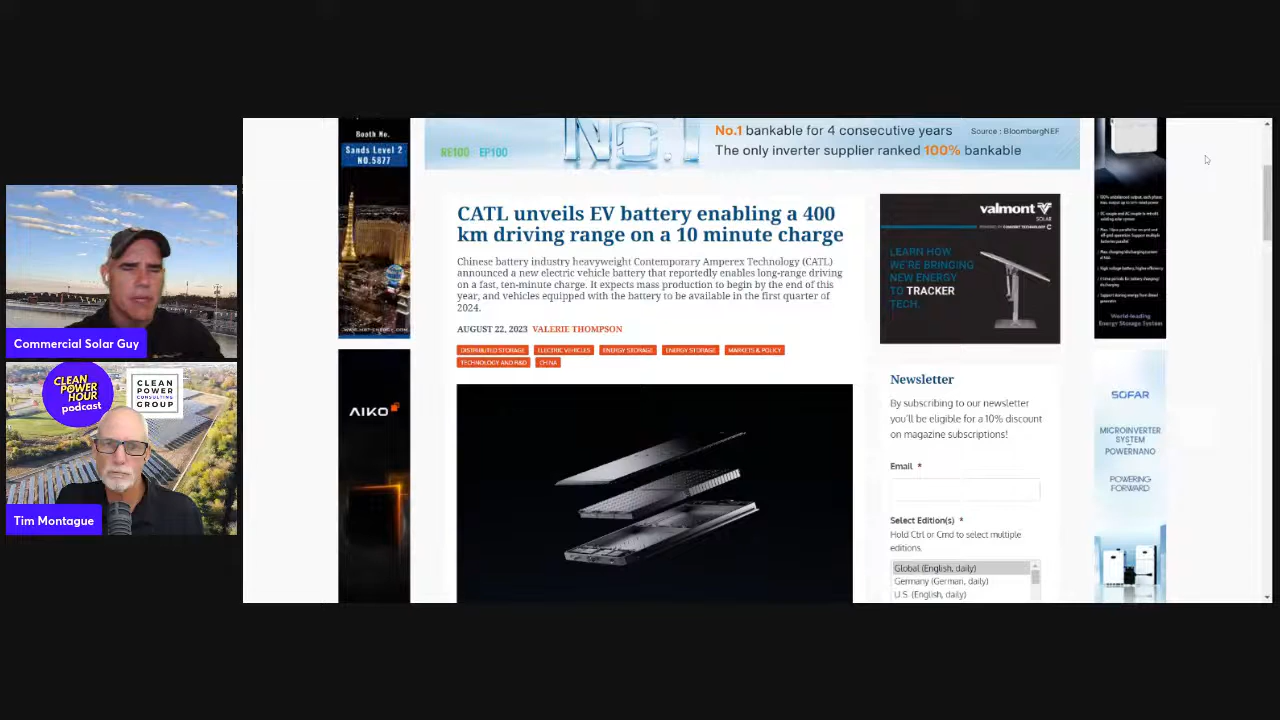 Commercial Solar Guy
CLEAN
POWER
HOUR
podcast
CLEAN
POWER
CONSULTING
GROUP
Tim Montague
Booth No.
Sands Level 2
NO.5877
AIKO
RE100 EP100
No.1
No.1 bankable for 4 consecutive years Source : BloombergNEF
The only inverter supplier ranked 100% bankable
CATL unveils EV battery enabling a 400
km driving range on a 10 minute charge
Chinese battery industry heavyweight Contemporary Amperex Technology (CATL)
announced a new electric vehicle battery that reportedly enables long-range driving
on a fast, ten-minute charge. It expects mass production to begin by the end of this
year, and vehicles equipped with the battery to be available in the first quarter of
2024.
AUGUST 22, 2023 VALERIE THOMPSON
DISTRIBUTED STORAGE ELECTRIC VEHICLES ENERGY STORAGE ENERGY STORAGE MARKETS & POLICY
TECHNOLOGY AND R&D CHINA
valmont
SOLAR
LEARN HOW
WE'RE BRINGING
NEW ENERGY
TO TRACKER
TECH.
Newsletter
By subscribing to our newsletter
you'll be eligible for a 10% discount
on magazine subscriptions!
Email *
Select Edition(s) *
Hold Ctrl or Cmd to select multiple
editions.
Global (English, daily)
Germany (German, daily)
U.S. (English, daily)
World-leading
Energy Storage System
SOFAR
MICROINVERTER
SYSTEM
–
POWERNANO
POWERING
FORWARD